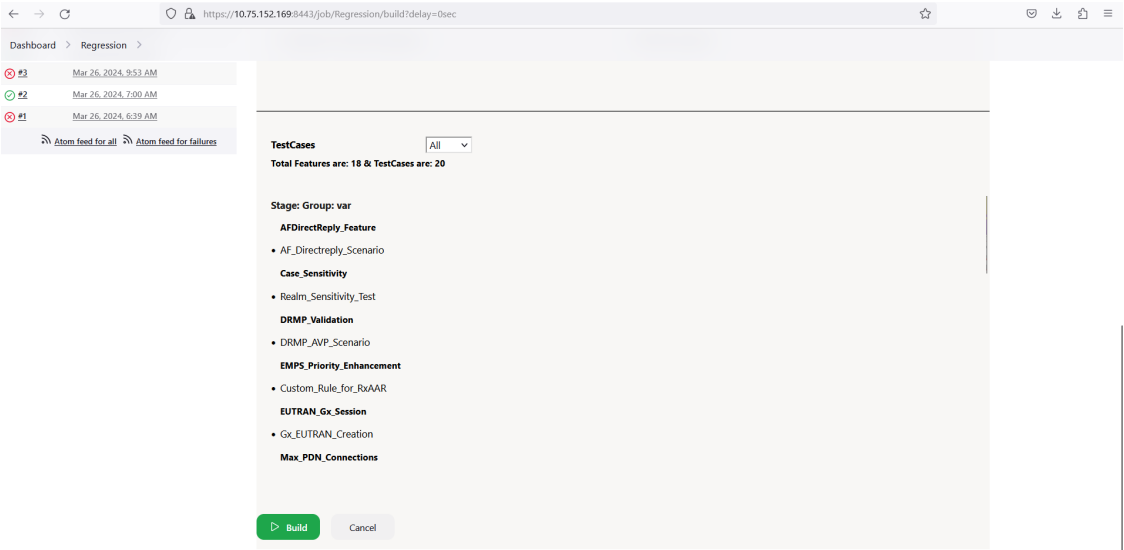 https://10.75.152.169:8443/job/Regression/build?delay=0sec
Dashboard > Regression >
#3 Mar 26, 2024, 9:53 AM
#2 Mar 26, 2024, 7:00 AM
#1 Mar 26, 2024, 6:39 AM
Atom feed for all Atom feed for failures
TestCases All
Total Features are: 18 & TestCases are: 20
Stage: Group: var
AFDirectReply_Feature
• AF_Directreply_Scenario
Case_Sensitivity
• Realm_Sensitivity_Test
DRMP_Validation
• DRMP_AVP_Scenario
EMPS_Priority_Enhancement
• Custom_Rule_for_RxAAR
EUTRAN_Gx_Session
• Gx_EUTRAN_Creation
Max_PDN_Connections
Build Cancel